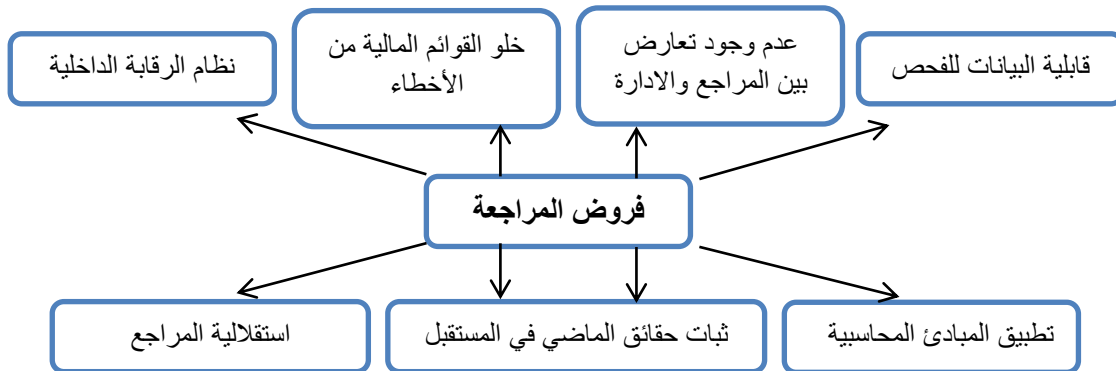 قابلية البيانات للفحص
عدم وجود تعارض
بين المراجع والادارة
خلو القوائم المالية من
الأخطاء
نظام الرقابة الداخلية
فروض المراجعة
تطبيق المبادئ المحاسبية
ثبات حقائق الماضي في المستقبل
استقلالية المراجع